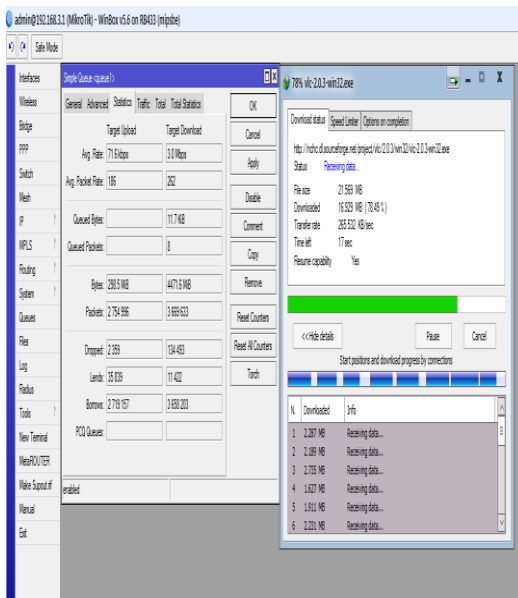 admin@192.168.3.1 (MikroTik) - WinBox v5.6 on RB433 (mipsbe)
Safe Mode
Interfaces
Wireless
Bridge
PPP
Switch
Mesh
IP
MPLS
Routing
System
Queues
Files
Log
Radius
Tools
New Terminal
MetaROUTER
Make Supout.rif
Manual
Exit
Simple Queue <queue1>
General Advanced Statistics Traffic Total Total Statistics
Target Upload Target Download
Avg. Rate: 71.6 kbps 3.0 Mbps
Avg. Packet Rate: 186 262
Queued Bytes: 11.7 KiB
Queued Packets: 8
Bytes: 298.5 MiB 4471.6 MiB
Packets: 2 754 996 3 669 633
Dropped: 2 359 134 493
Lends: 35 839 11 422
Borrows: 2 719 157 3 658 203
PCQ Queues:
enabled
OK
Cancel
Apply
Disable
Comment
Copy
Remove
Reset Counters
Reset All Counters
Torch
78% vlc-2.0.3-win32.exe
Download status Speed Limiter Options on completion
http://nchc.dl.sourceforge.net/project/vlc/2.0.3/win32/vlc-2.0.3-win32.exe
Status Receiving data...
File size 21.569 MB
Downloaded 16.929 MB ( 78.49 % )
Transfer rate 265.532 KB/sec
Time left 17 sec
Resume capability Yes
<< Hide details Pause Cancel
Start positions and download progress by connections
N. Downloaded Info
1 2.287 MB Receiving data...
2 2.189 MB Receiving data...
3 2.735 MB Receiving data...
4 1.627 MB Receiving data...
5 1.911 MB Receiving data...
6 2.231 MB Receiving data...